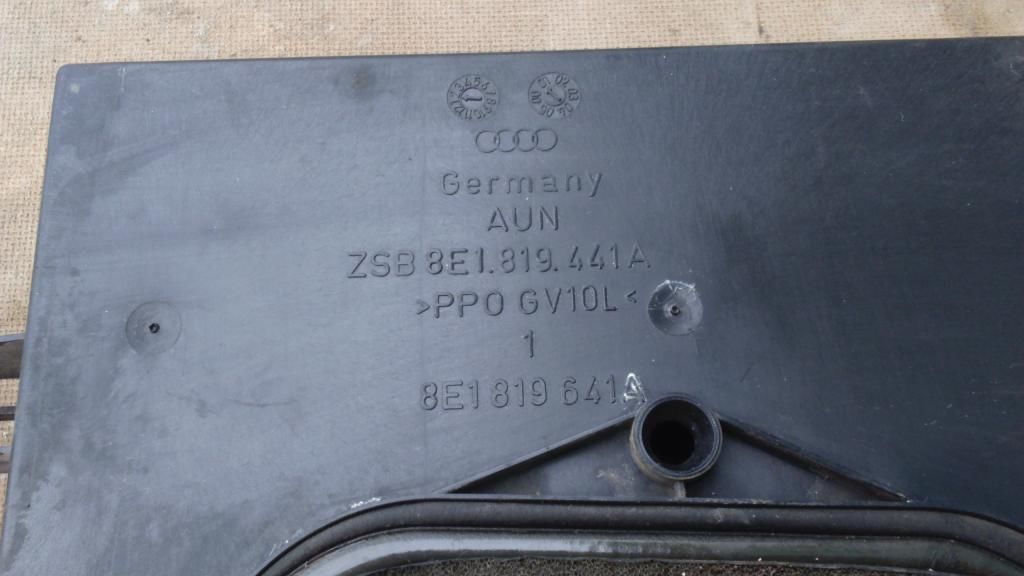 Germany
AUN
ZSB 8E1.819.441A
>PPO GV10L<
1
8E1 819 641A